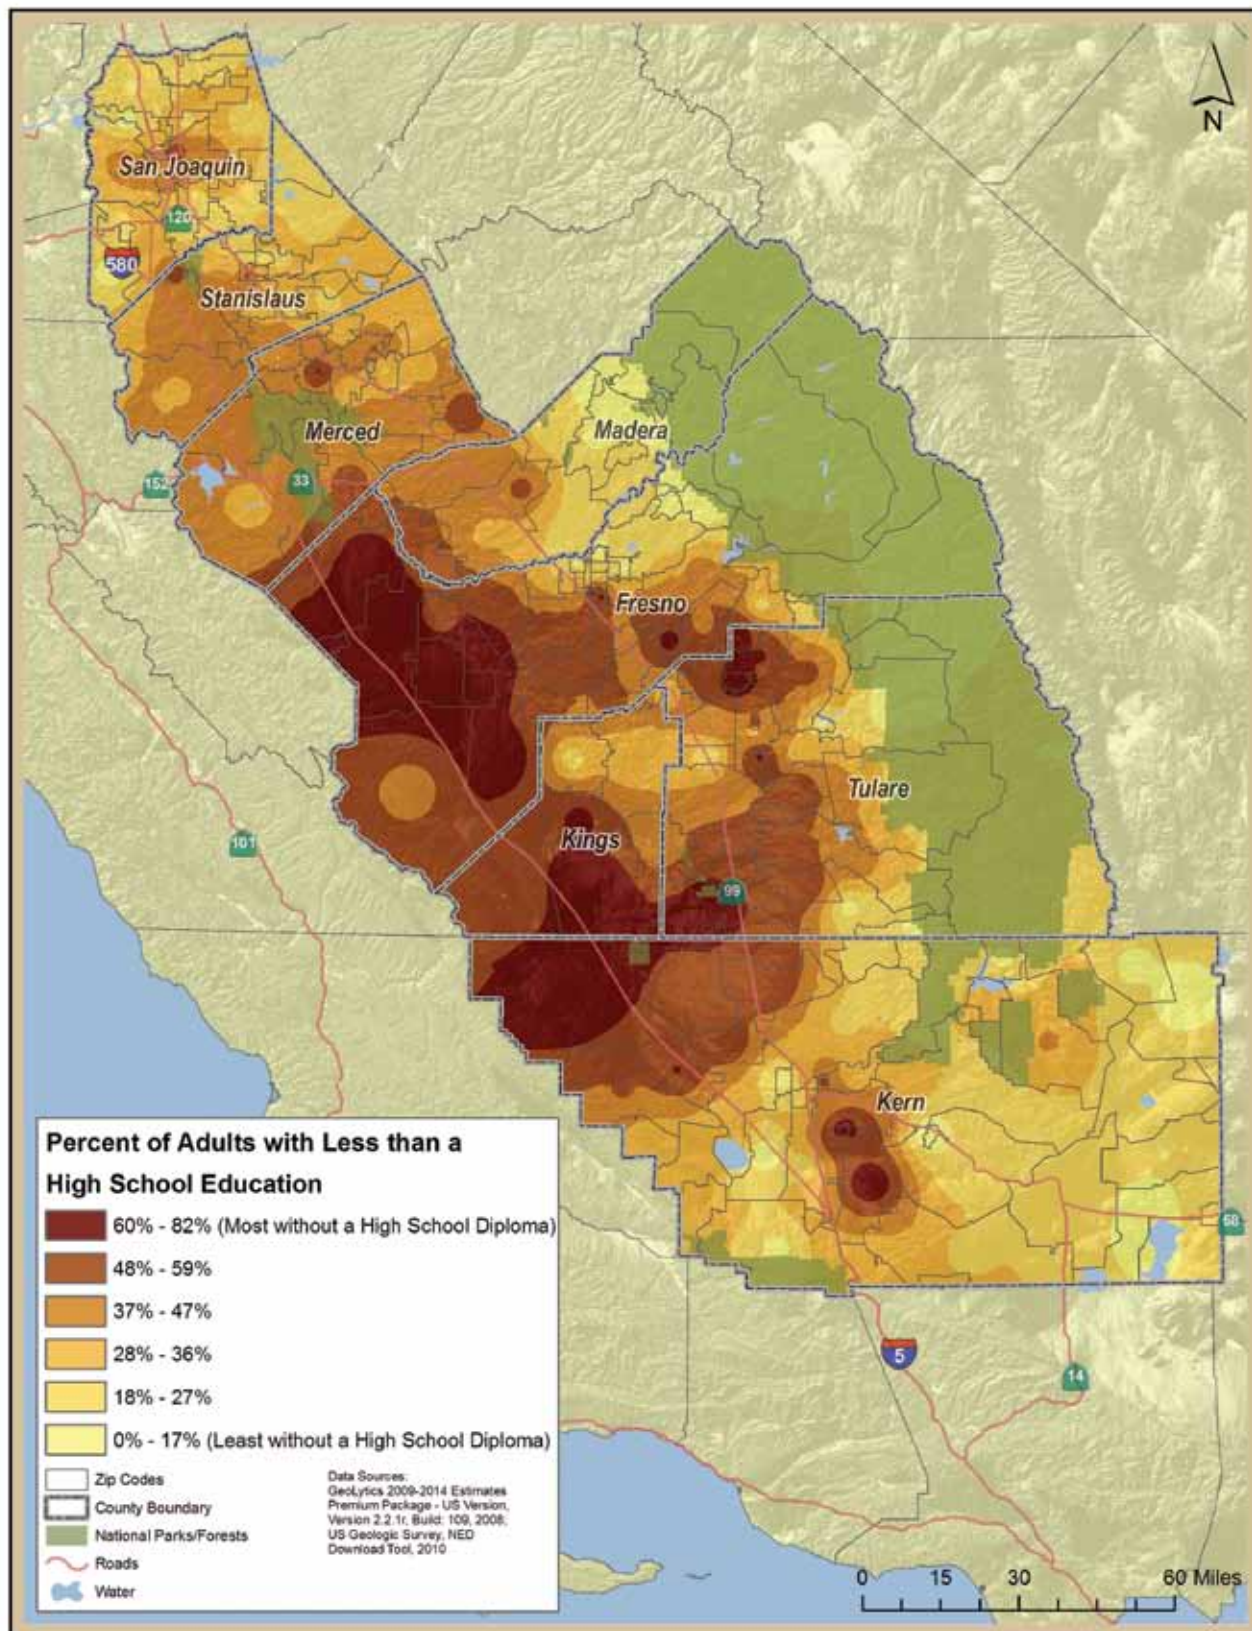 N
San Joaquin
120
580
Stanislaus
Merced
Madera
152
33
Fresno
Tulare
Kings
101
99
Kern
58
5
14
Percent of Adults with Less than a
High School Education
60% - 82% (Most without a High School Diploma)
48% - 59%
37% - 47%
28% - 36%
18% - 27%
0% - 17% (Least without a High School Diploma)
Zip Codes
County Boundary
National Parks/Forests
Roads
Water
Data Sources:
GeoLytics 2009-2014 Estimates
Premium Package - US Version,
Version 2.2.1r, Build: 109, 2008;
US Geologic Survey, NED
Download Tool, 2010
0 15 30 60 Miles